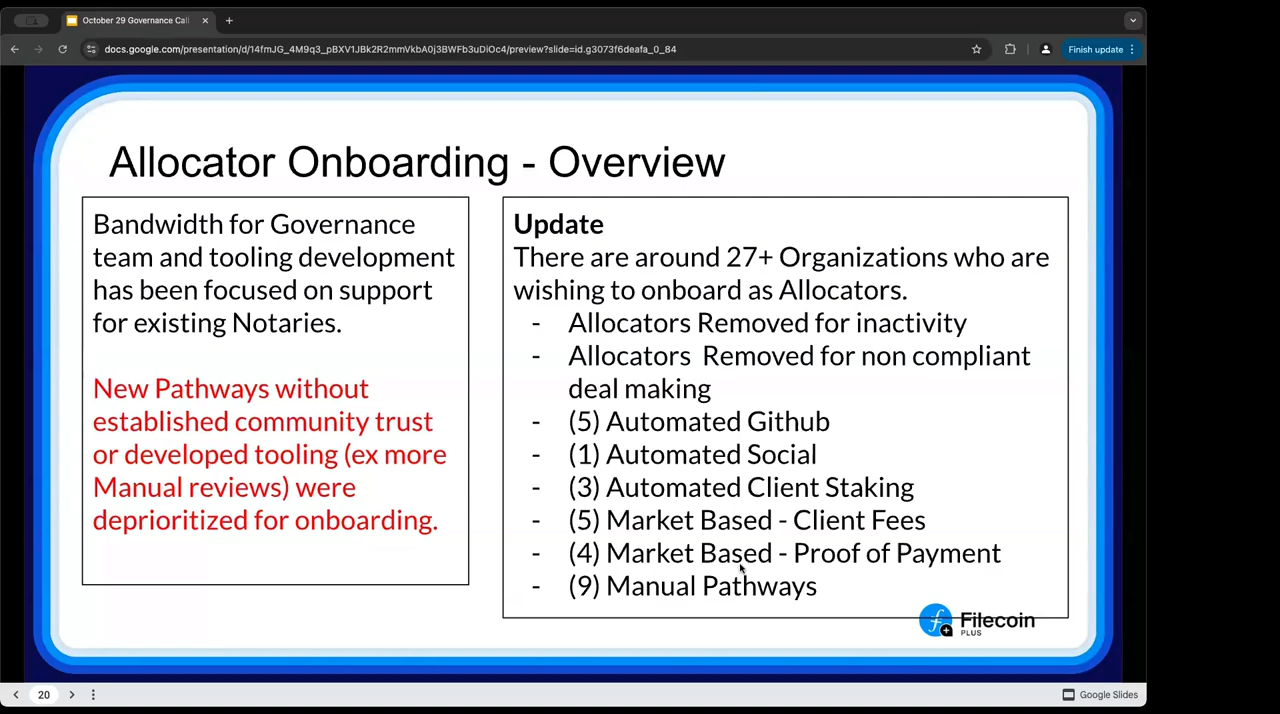 October 29 Governance Call
docs.google.com/presentation/d/14fmJG_4M9q3_pBXV1JBk2R2mmVkbA0j3BWFb3uDiOc4/preview?slide=id.g3073f6deafa_0_84
Finish update
Allocator Onboarding - Overview
Bandwidth for Governance
team and tooling development
has been focused on support
for existing Notaries.
New Pathways without
established community trust
or developed tooling (ex more
Manual reviews) were
deprioritized for onboarding.
Update
There are around 27+ Organizations who are
wishing to onboard as Allocators.
- Allocators Removed for inactivity
- Allocators Removed for non compliant
deal making
- (5) Automated Github
- (1) Automated Social
- (3) Automated Client Staking
- (5) Market Based - Client Fees
- (4) Market Based - Proof of Payment
- (9) Manual Pathways
Filecoin
PLUS
20
Google Slides